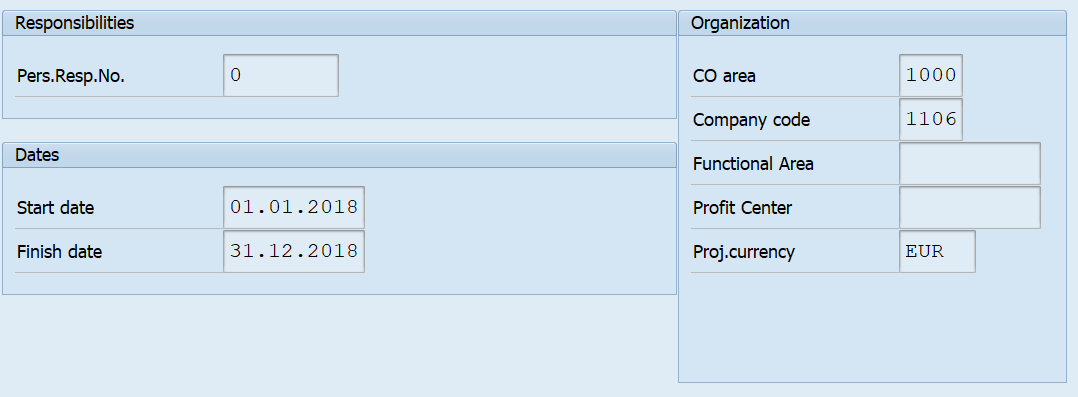 Responsibilities
Pers.Resp.No. 0
Dates
Start date 01.01.2018
Finish date 31.12.2018
Organization
CO area 1000
Company code 1106
Functional Area
Profit Center
Proj.currency EUR